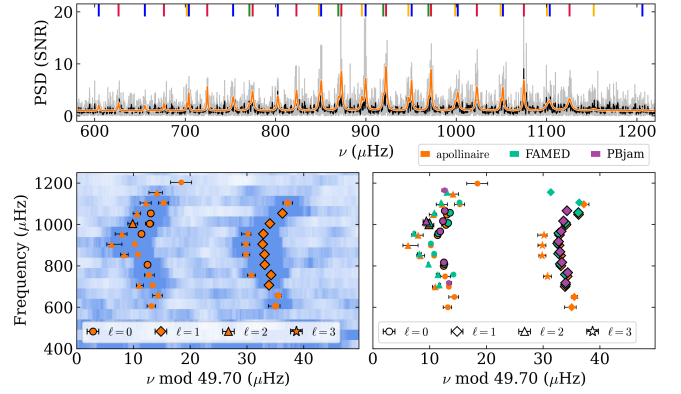 PSD (SNR)
20
10
0
600
700
800
900
1000
1100
1200
ν (μHz)
apollinaire FAMED PBjam
Frequency (μHz)
1200
1000
800
600
400
ℓ = 0 ℓ = 1 ℓ = 2 ℓ = 3
0 10 20 30 40
ν mod 49.70 (μHz)
ℓ = 0 ℓ = 1 ℓ = 2 ℓ = 3
0 10 20 30 40
ν mod 49.70 (μHz)